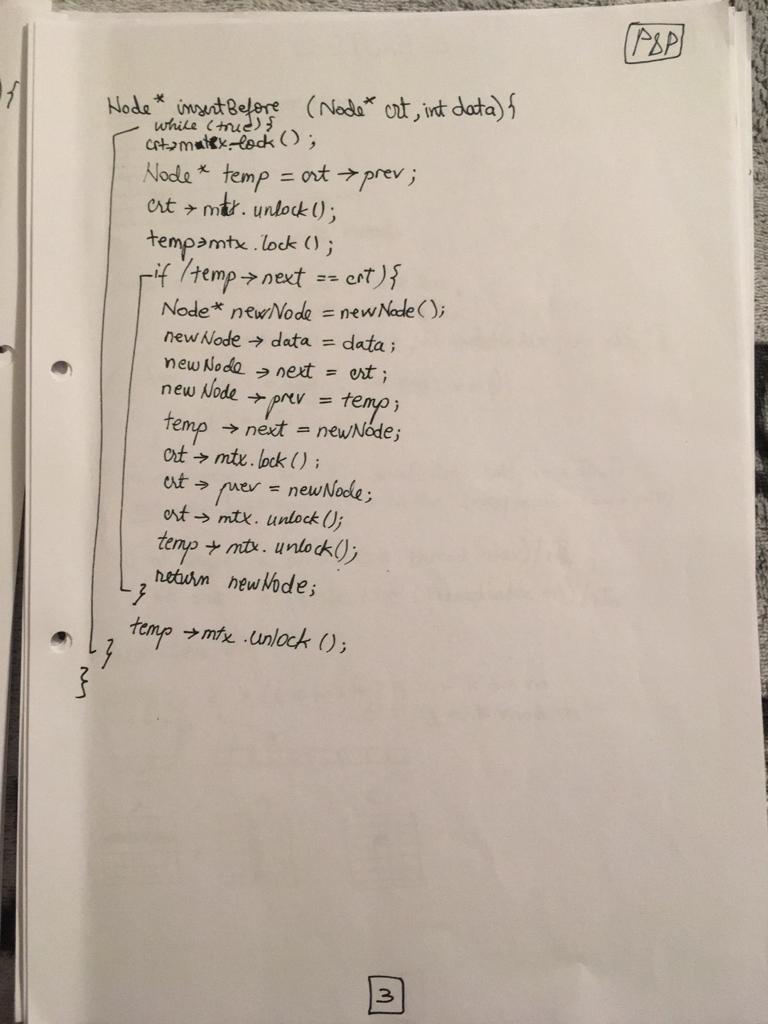 P&P
Node* insertBefore (Node* crt, int data){
while (true) {
crt→mutex.lock();
Node* temp = crt → prev;
crt → mtx. unlock();
temp→mtx.lock();
if (temp → next == crt){
Node* newNode = newNode();
newNode → data = data;
newNode → next = crt;
newNode → prev = temp;
temp → next = newNode;
crt → mtx.lock();
crt → prev = newNode;
crt → mtx. unlock();
temp → mtx. unlock();
return newNode;
}
temp → mtx .unlock ();
}
}
3